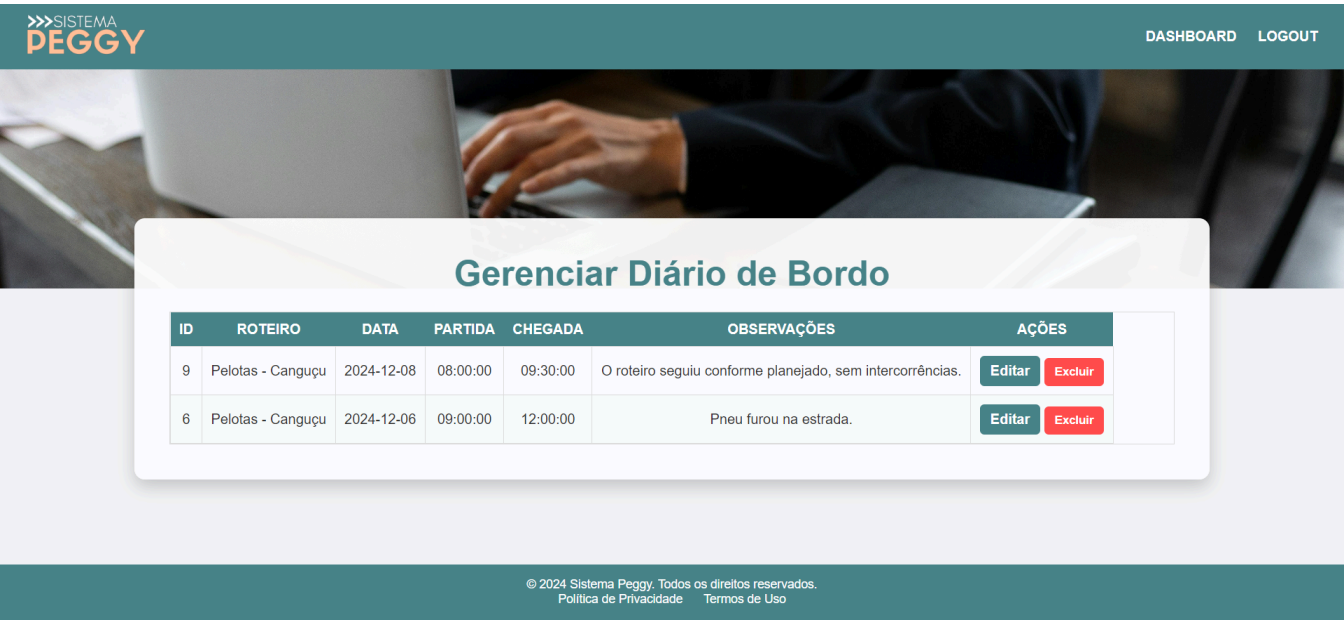 >>>SISTEMA
PEGGY
DASHBOARD LOGOUT
Gerenciar Diário de Bordo
ID ROTEIRO DATA PARTIDA CHEGADA OBSERVAÇÕES AÇÕES
9 Pelotas - Canguçu 2024-12-08 08:00:00 09:30:00 O roteiro seguiu conforme planejado, sem intercorrências. Editar Excluir
6 Pelotas - Canguçu 2024-12-06 09:00:00 12:00:00 Pneu furou na estrada. Editar Excluir
© 2024 Sistema Peggy. Todos os direitos reservados.
Política de Privacidade Termos de Uso